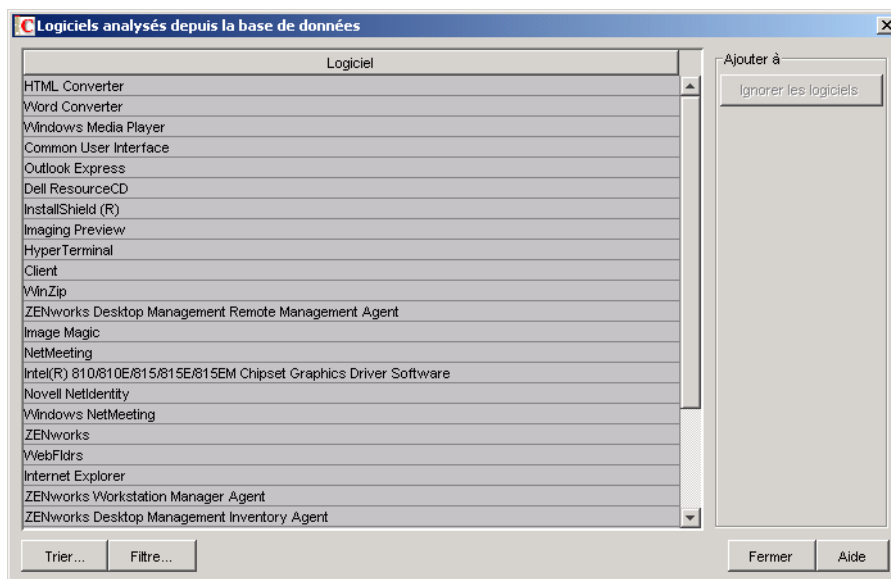 Logiciels analysés depuis la base de données
Logiciel
Ajouter à
Ignorer les logiciels
HTML Converter
Word Converter
Windows Media Player
Common User Interface
Outlook Express
Dell ResourceCD
InstallShield (R)
Imaging Preview
HyperTerminal
Client
WinZip
ZENworks Desktop Management Remote Management Agent
Image Magic
NetMeeting
Intel(R) 810/810E/815/815E/815EM Chipset Graphics Driver Software
Novell NetIdentity
Windows NetMeeting
ZENworks
WebFldrs
Internet Explorer
ZENworks Workstation Manager Agent
ZENworks Desktop Management Inventory Agent
Trier... Filtre... Fermer Aide